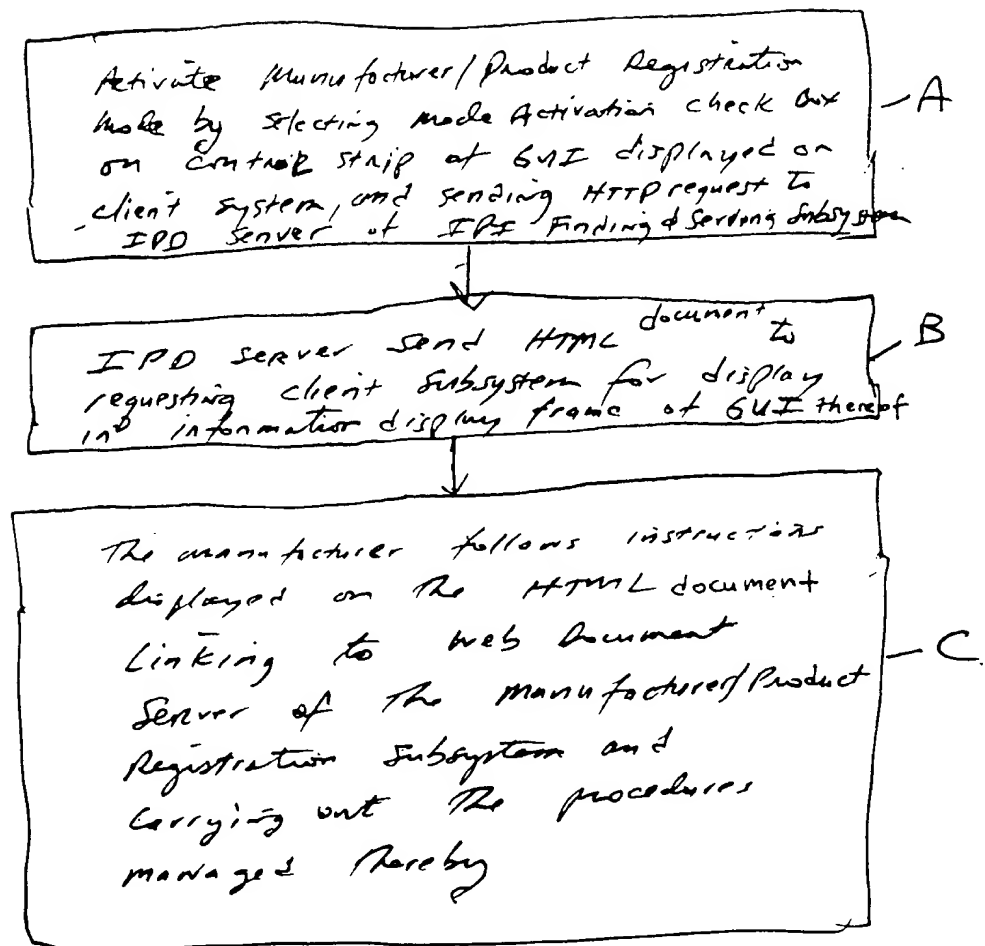 Activate Manufacturer/Product Registration
Mode by selecting Mode Activation check Box
on control strip of GUI displayed on
client system, and sending HTTP request to
IPD server of IPI Finding & Serving Subsystem
A
IPD server send HTML document to
requesting client subsystem for display
in information display frame of GUI thereof
B
The manufacturer follows instructions
displayed on the HTML document
Linking to Web Document
Server of the Manufacturer/Product
Registration Subsystem and
Carrying out the procedures
managed thereby
C